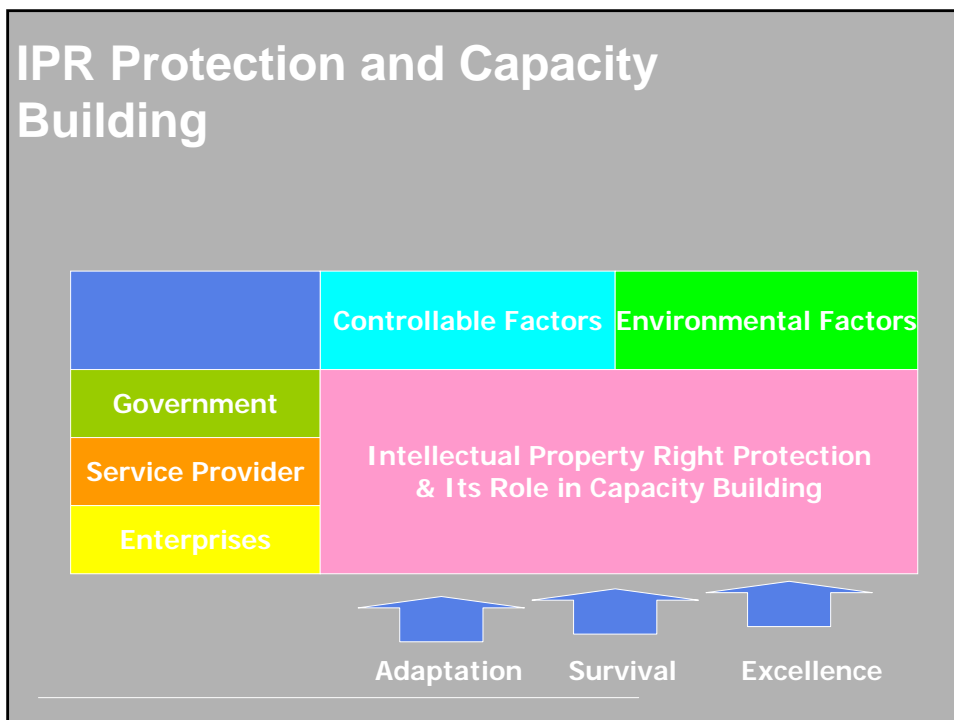 IPR Protection and Capacity
Building
Controllable Factors Environmental Factors
Government
Service Provider
Enterprises
Intellectual Property Right Protection
& Its Role in Capacity Building
Adaptation Survival Excellence